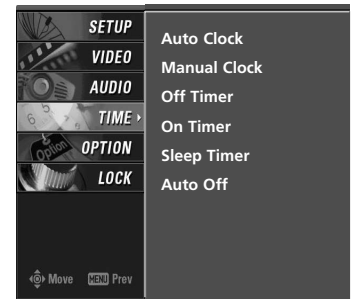 SETUP
VIDEO
AUDIO
TIME
OPTION
LOCK
Auto Clock
Manual Clock
Off Timer
On Timer
Sleep Timer
Auto Off
Move MENU Prev